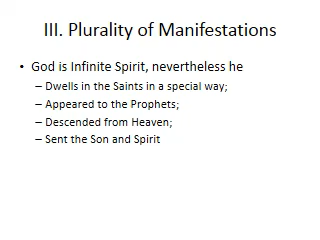 III. Plurality of Manifestations
• God is Infinite Spirit, nevertheless he
– Dwells in the Saints in a special way;
– Appeared to the Prophets;
– Descended from Heaven;
– Sent the Son and Spirit